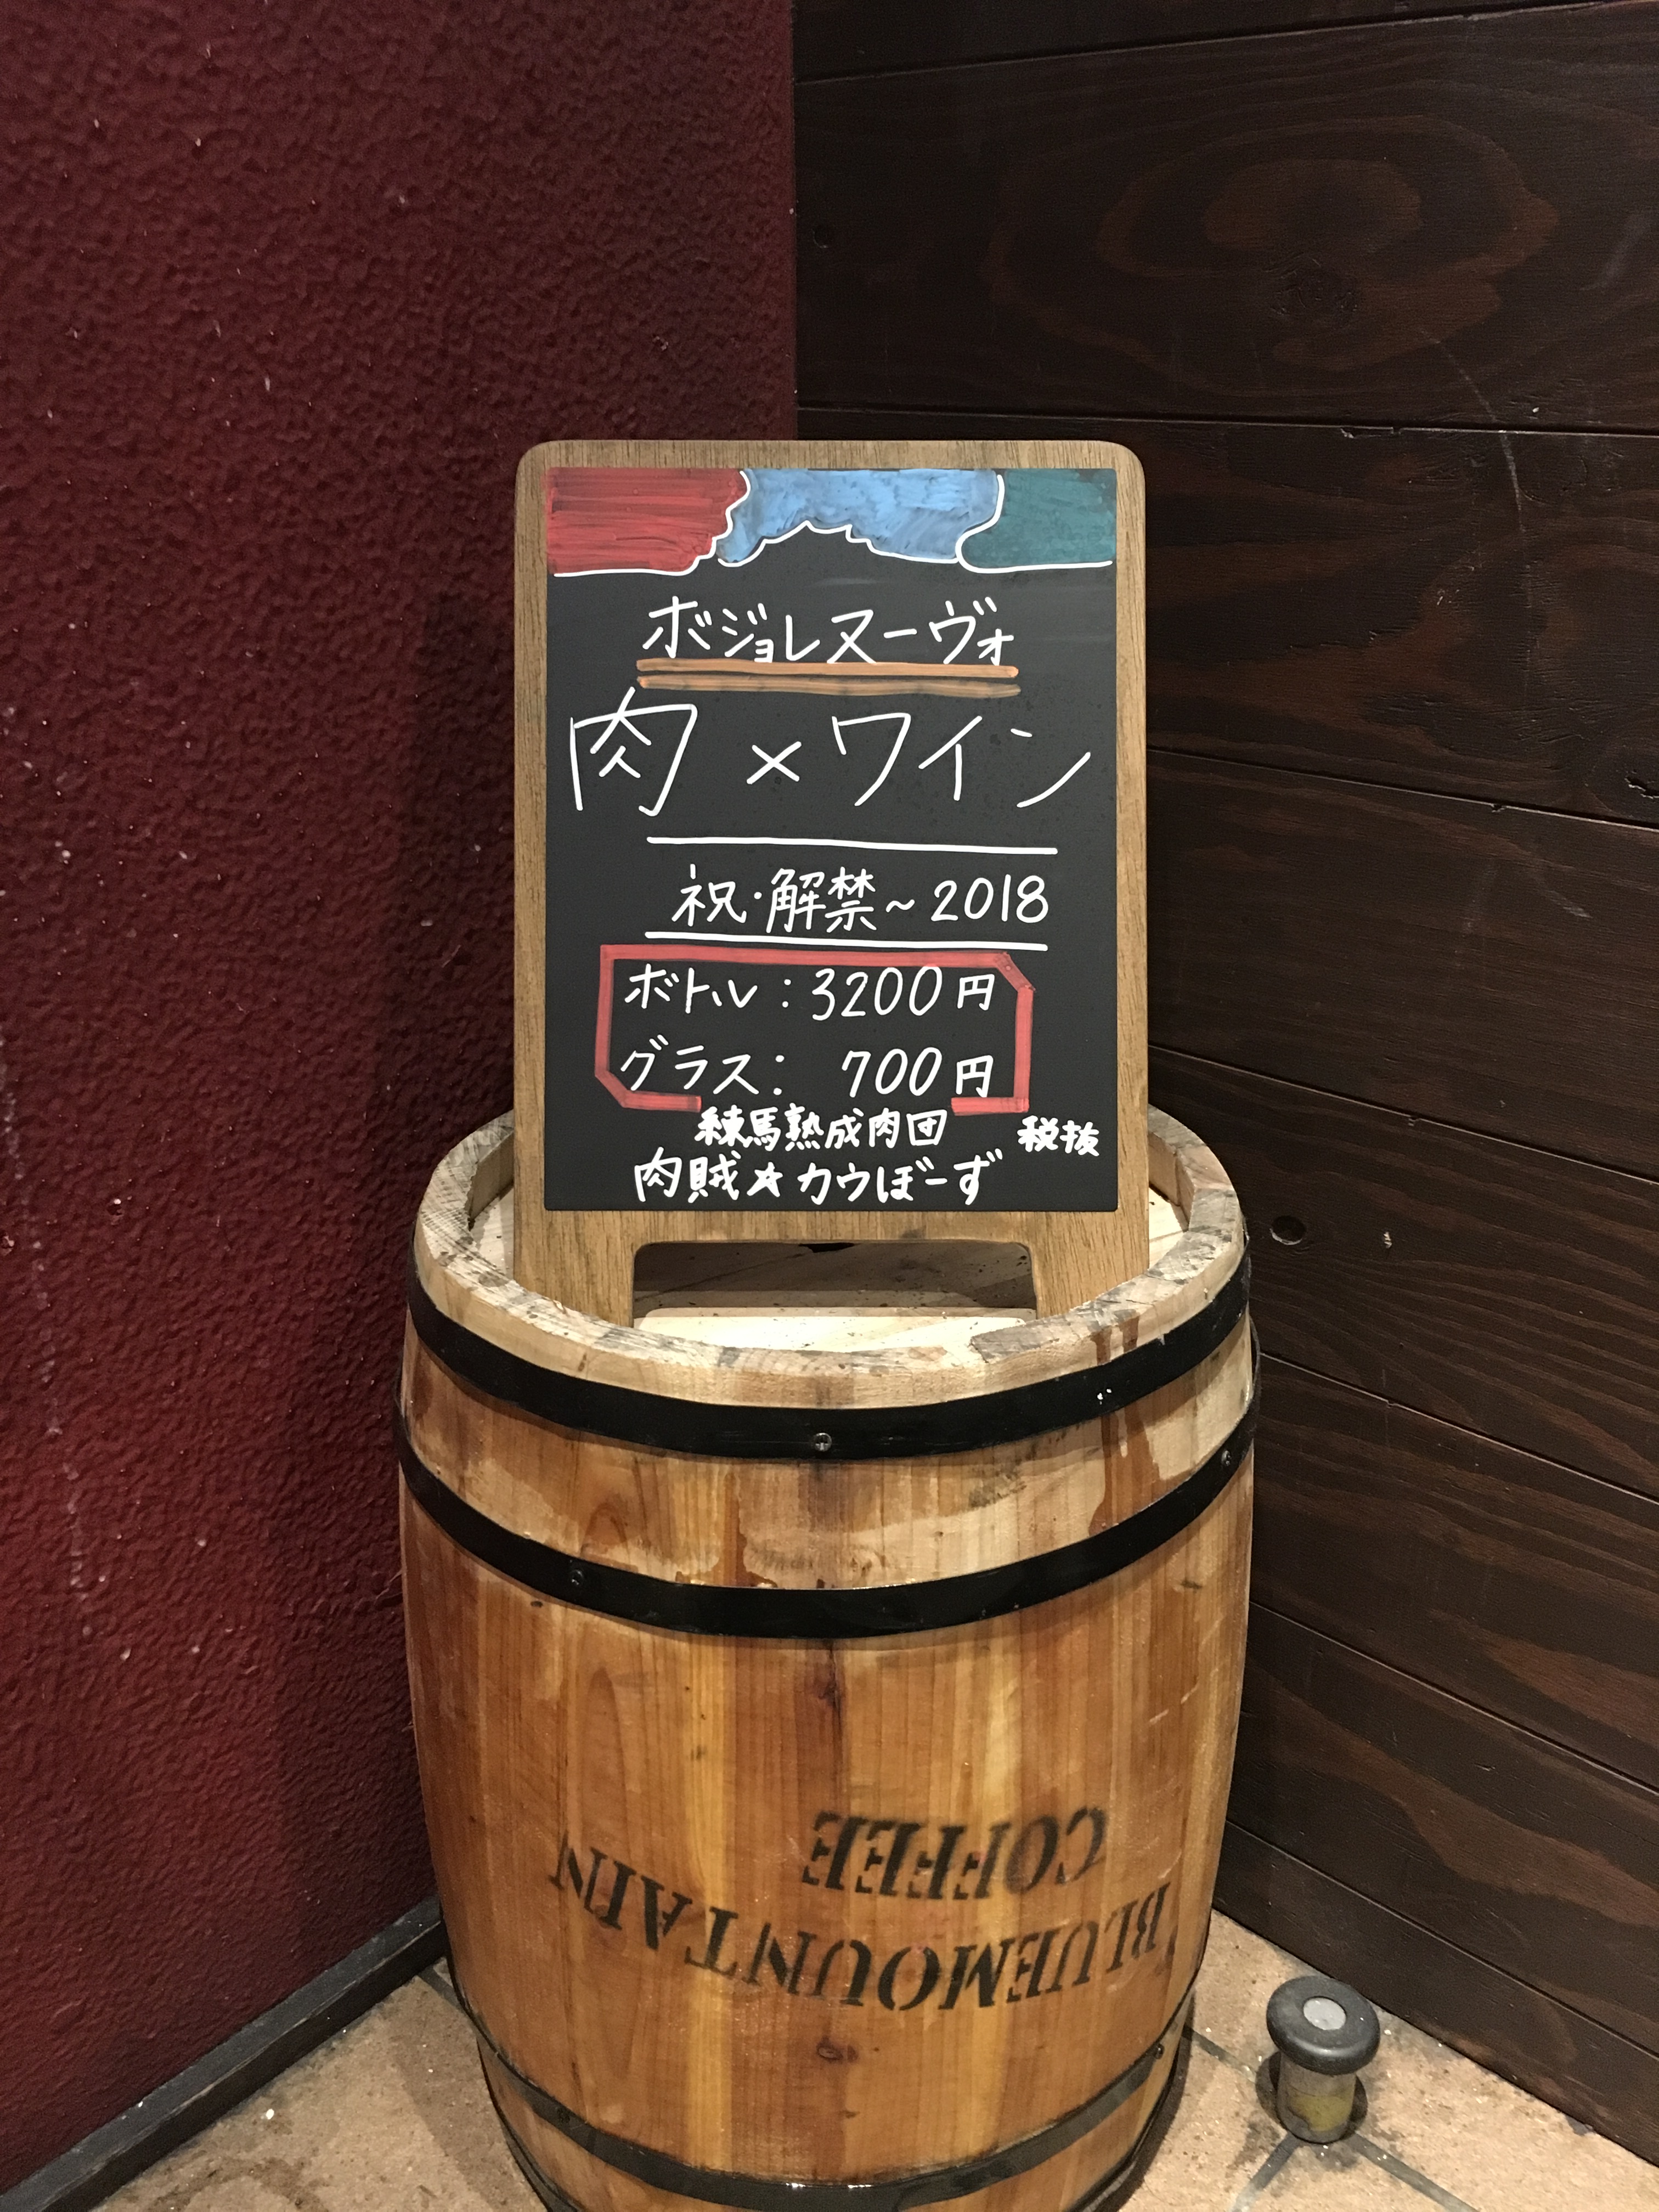 ボジョレヌーヴォ
肉×ワイン
祝・解禁~2018
ボトル:3200円
グラス: 700円
練馬熟成肉団
税抜
肉賊★カウぼーず
BLUEMOUNTAIN
COFFEE